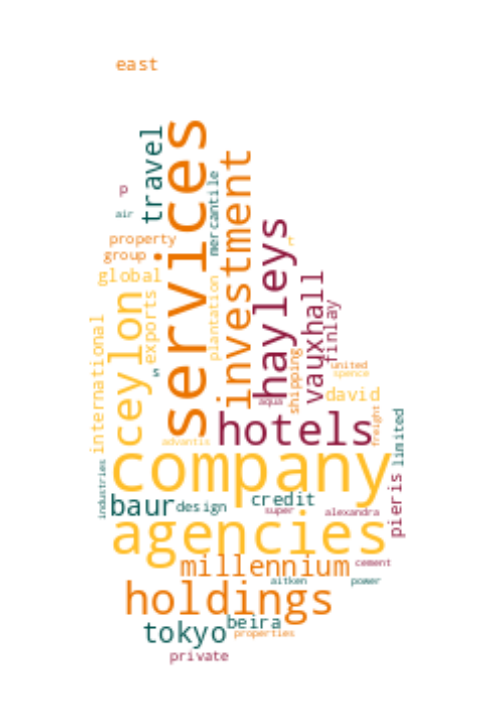 east
services
travel
investment
mercantile
p
air
hayleys
property
t
group
global
vauxhall
ceylon
exports
plantation
finlay
international
shipping
united
s
spence
david
aqua
hotels
freight
limited
advantis
company
industries
pieris
baur
design
credit
super
alexandra
agencies
millennium
cement
aitken
power
holdings
beira
tokyo
properties
private